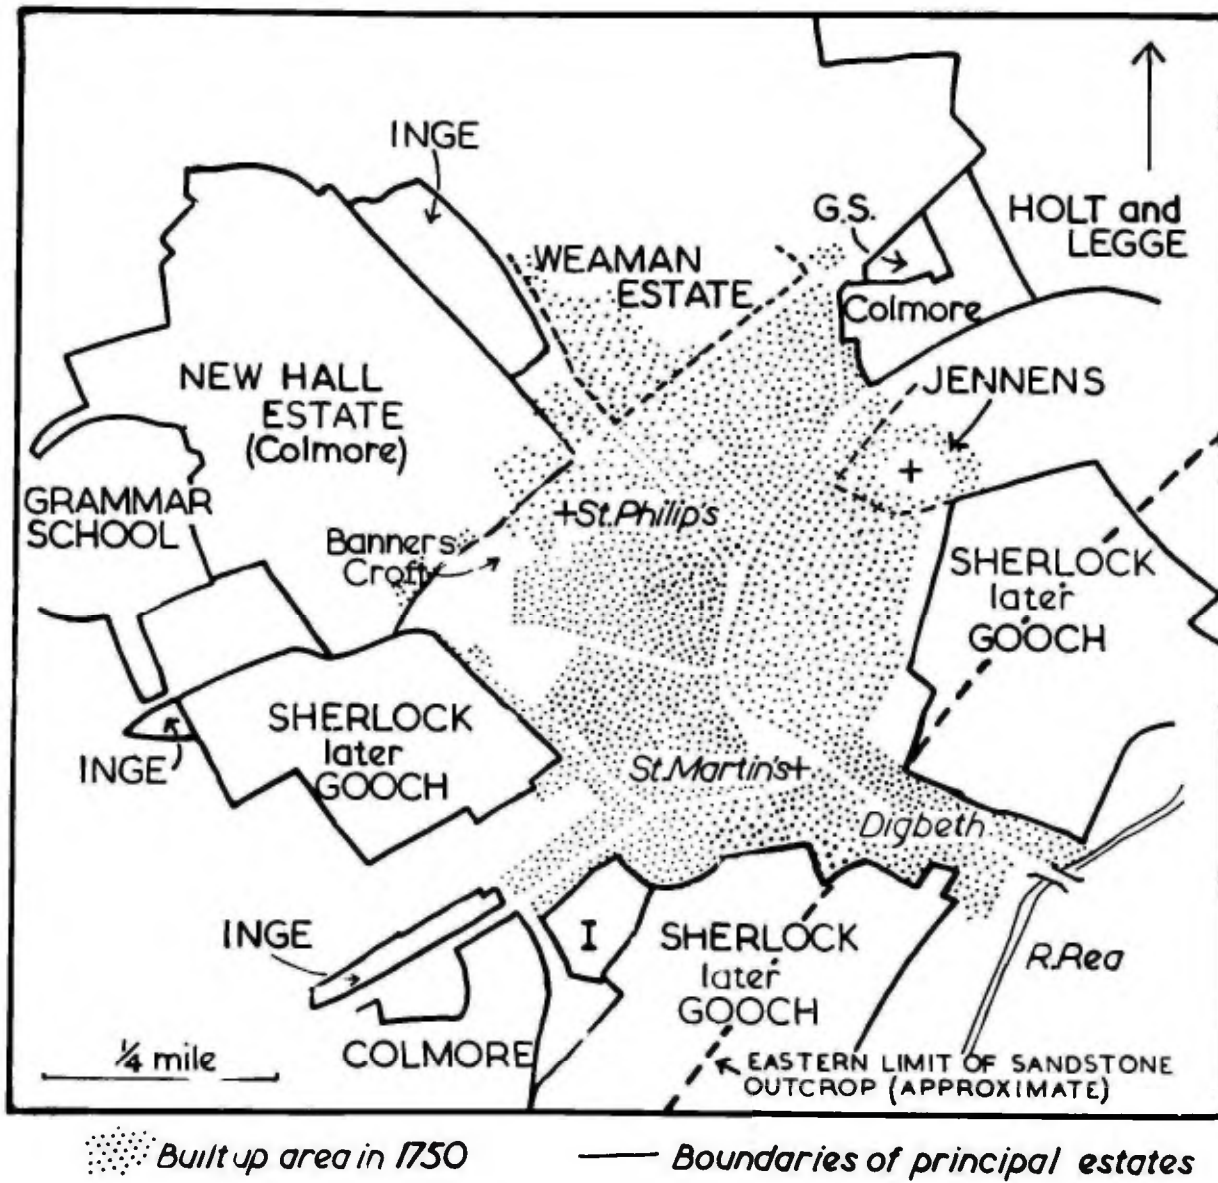 INGE
G.S.
HOLT and
LEGGE
WEAMAN
ESTATE
Colmore
NEW HALL
ESTATE
(Colmore)
JENNENS
GRAMMAR
SCHOOL
St. Philip's
Banners
Croft
SHERLOCK
later
GOOCH
SHERLOCK
later
GOOCH
INGE
St. Martin's
Digbeth
INGE
I
SHERLOCK
later
GOOCH
R. Rea
COLMORE
¼ mile
EASTERN LIMIT OF SANDSTONE
OUTCROP (APPROXIMATE)
Built up area in 1750
Boundaries of principal estates